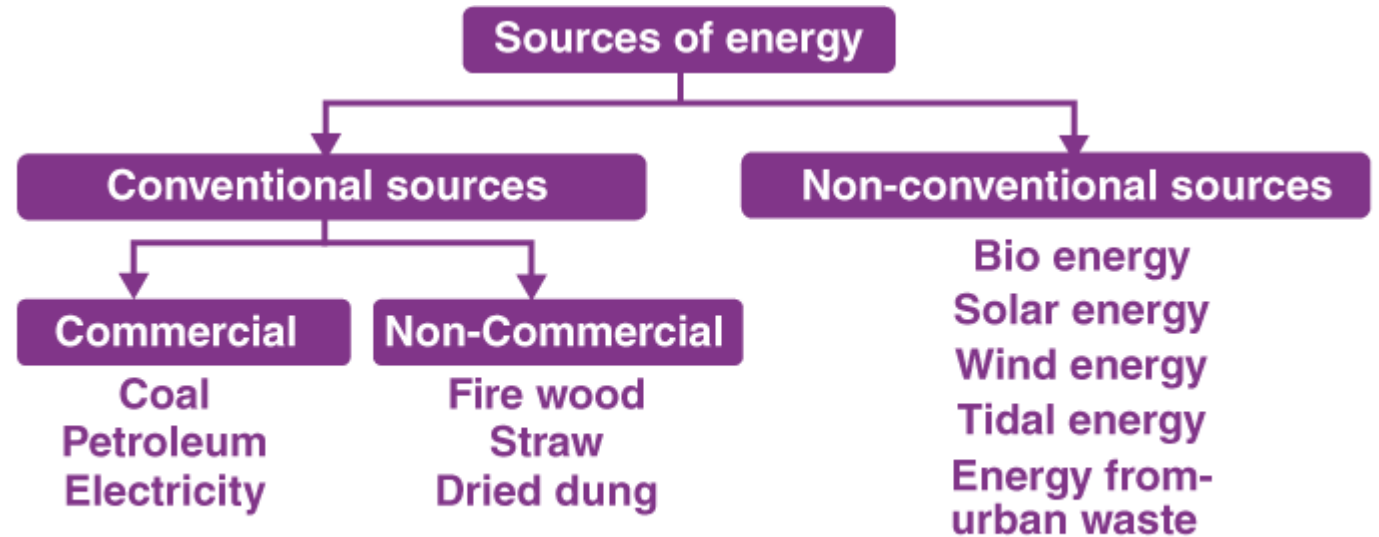 Sources of energy
Conventional sources
Non-conventional sources
Commercial
Coal
Petroleum
Electricity
Non-Commercial
Fire wood
Straw
Dried dung
Bio energy
Solar energy
Wind energy
Tidal energy
Energy from-
urban waste